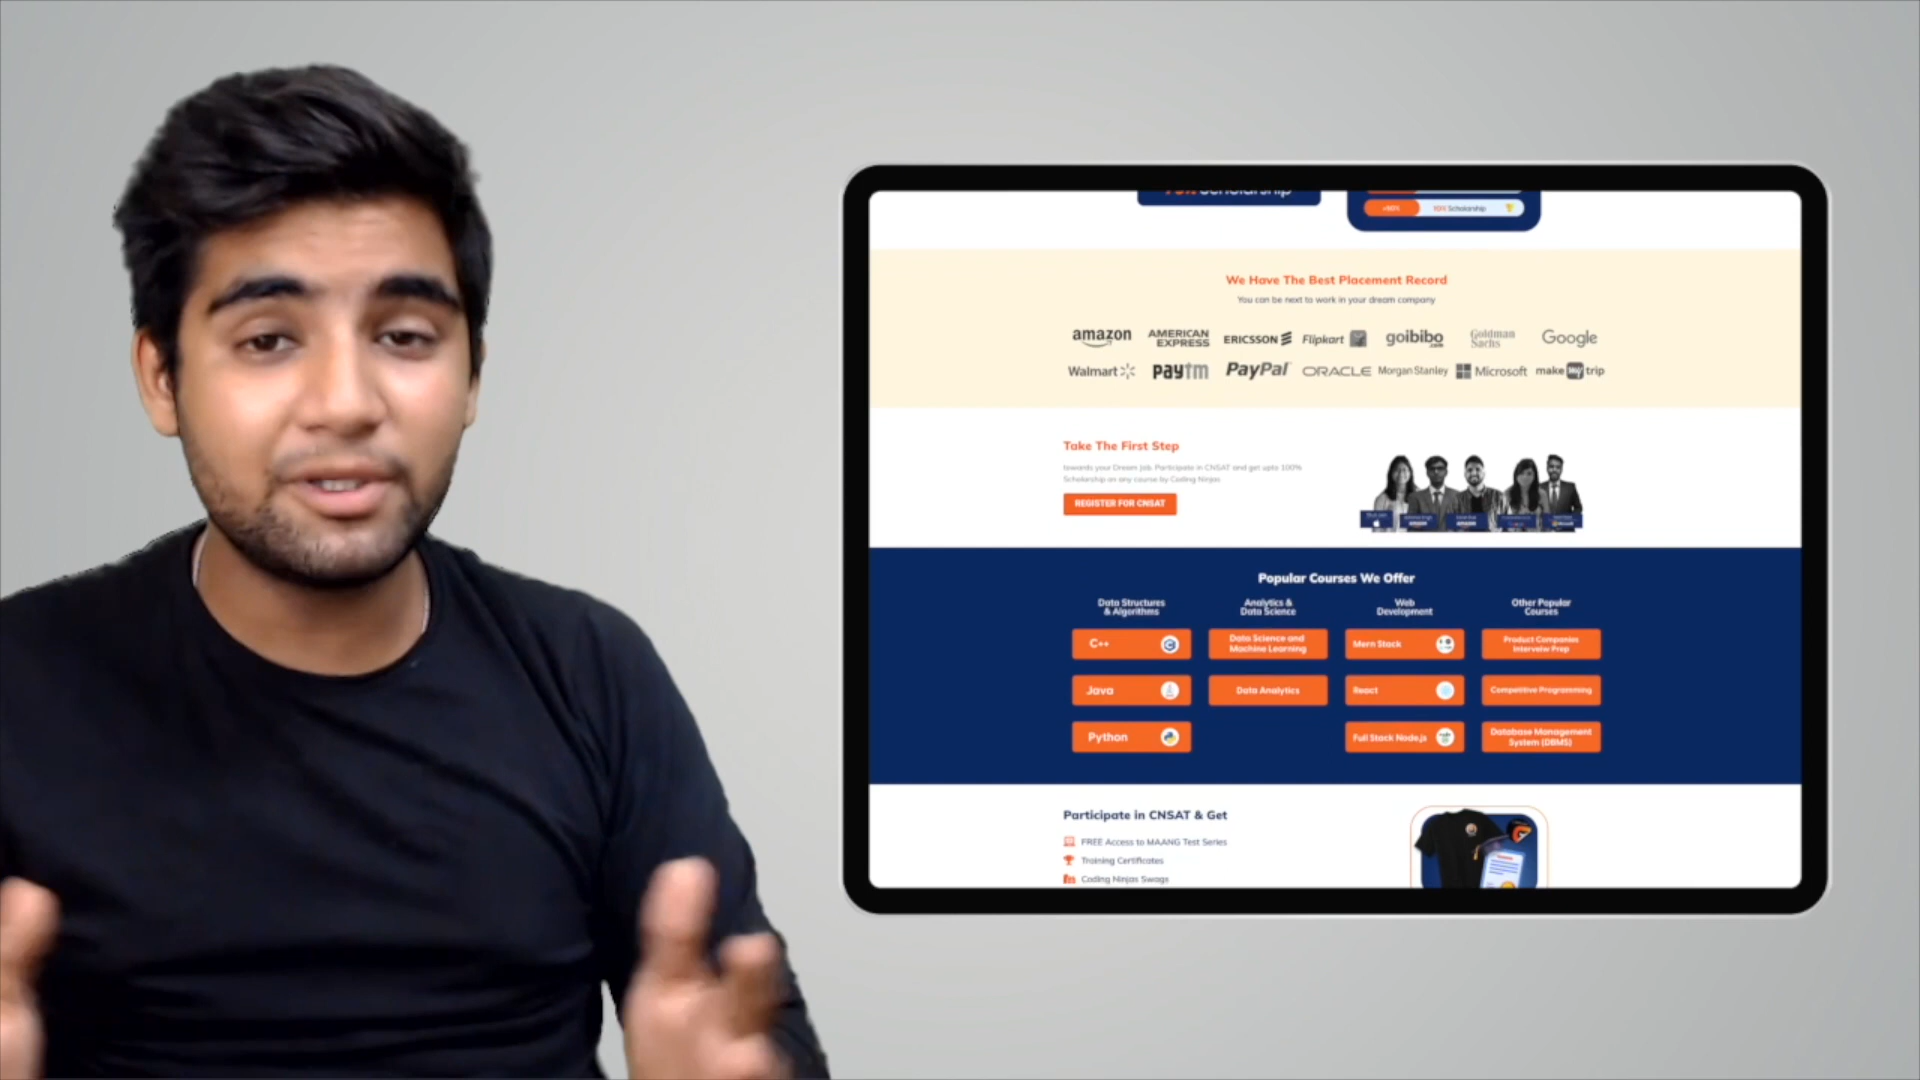 70% Scholarship
>60%
Scholarship
We Have The Best Placement Record
You can be next to work in your dream company
amazon
AMERICAN EXPRESS
ERICSSON
Flipkart
goibibo
Goldman Sachs
Google
Walmart
paytm
PayPal
ORACLE
Morgan Stanley
Microsoft
make my trip
Take The First Step
towards your Dream Job. Participate in CNSAT and get upto 100%
Scholarship on any course by Coding Ninjas
REGISTER FOR CNSAT
Popular Courses We Offer
Data Structures
& Algorithms
C++
Java
Python
Analytics &
Data Science
Data Science and
Machine Learning
Data Analytics
Web
Development
Mern Stack
React
Full Stack Node.js
Other Popular
Courses
Product Companies
Interveiw Prep
Competitive Programming
Database Management
System (DBMS)
Participate in CNSAT & Get
FREE Access to MAANG Test Series
Training Certificates
Coding Ninjas Swags